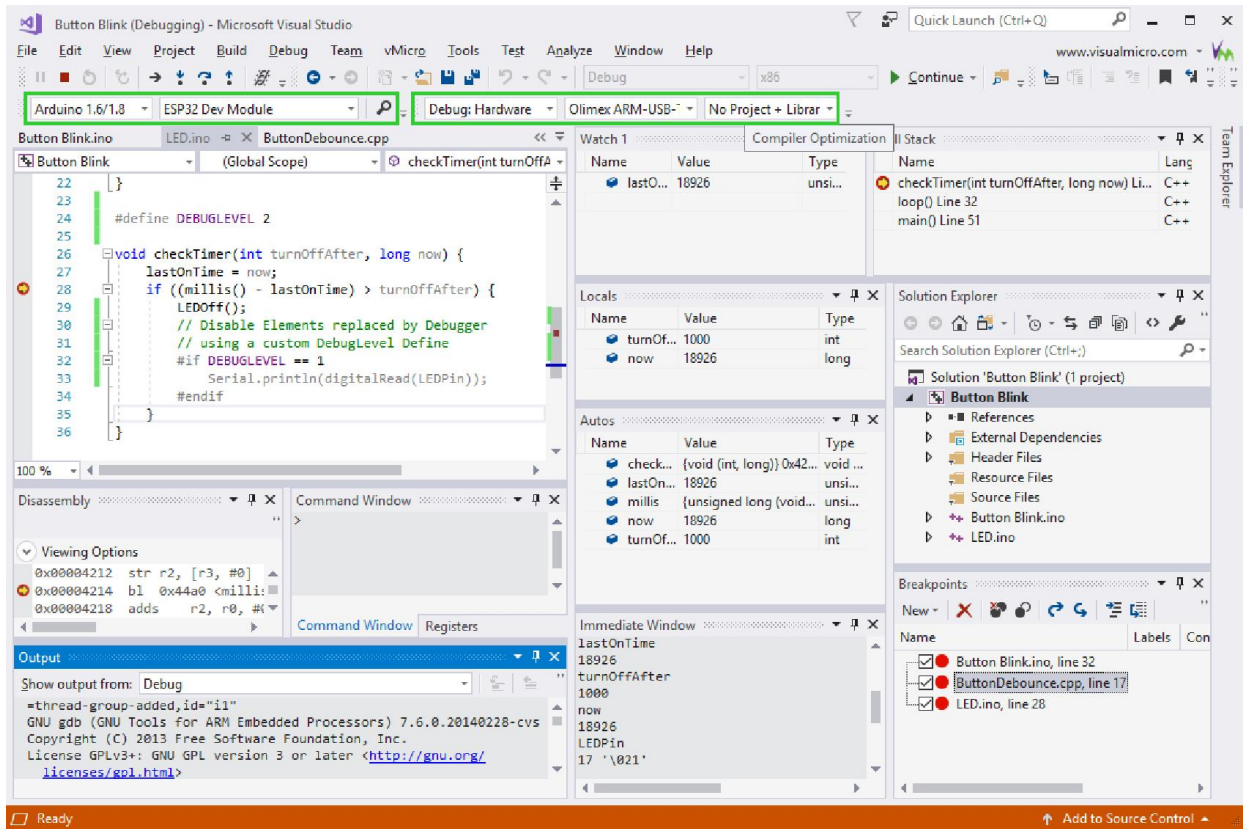 Button Blink (Debugging) - Microsoft Visual Studio
Quick Launch (Ctrl+Q)
File Edit View Project Build Debug Team vMicro Tools Test Analyze Window Help
www.visualmicro.com
Debug x86 Continue
Arduino 1.6/1.8 ESP32 Dev Module Debug: Hardware Olimex ARM-USB-T No Project + Librar
Compiler Optimization
Button Blink.ino LED.ino ButtonDebounce.cpp
Button Blink (Global Scope) checkTimer(int turnOffA
22 }
23
24 #define DEBUGLEVEL 2
25
26 void checkTimer(int turnOffAfter, long now) {
27 lastOnTime = now;
28 if ((millis() - lastOnTime) > turnOffAfter) {
29 LEDOff();
30 // Disable Elements replaced by Debugger
31 // using a custom DebugLevel Define
32 #if DEBUGLEVEL == 1
33 Serial.println(digitalRead(LEDPin));
34 #endif
35 }
36 }
100 %
Watch 1
Name Value Type
lastO... 18926 unsi...
ll Stack
Name Lang
checkTimer(int turnOffAfter, long now) Li... C++
loop() Line 32 C++
main() Line 51 C++
Team Explorer
Locals
Name Value Type
turnOf... 1000 int
now 18926 long
Autos
Name Value Type
check... {void (int, long)} 0x42... void ...
lastOn... 18926 unsi...
millis {unsigned long (void... unsi...
now 18926 long
turnOf... 1000 int
Solution Explorer
Search Solution Explorer (Ctrl+;)
Solution 'Button Blink' (1 project)
Button Blink
References
External Dependencies
Header Files
Resource Files
Source Files
Button Blink.ino
LED.ino
Disassembly
Viewing Options
0x00004212 str r2, [r3, #0]
0x00004214 bl 0x44a0 <milli:
0x00004218 adds r2, r0, #(
Command Window
>
Command Window Registers
Immediate Window
lastOnTime
18926
turnOffAfter
1000
now
18926
LEDPin
17 '\021'
Breakpoints
New
Name Labels Con
Button Blink.ino, line 32
ButtonDebounce.cpp, line 17
LED.ino, line 28
Output
Show output from: Debug
=thread-group-added,id="i1"
GNU gdb (GNU Tools for ARM Embedded Processors) 7.6.0.20140228-cvs
Copyright (C) 2013 Free Software Foundation, Inc.
License GPLv3+: GNU GPL version 3 or later <http://gnu.org/
licenses/gpl.html>
Ready
Add to Source Control